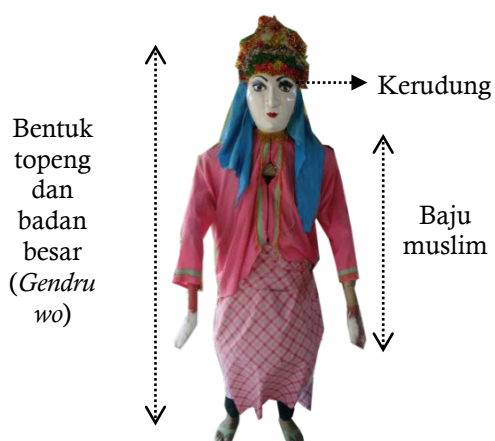 Bentuk
topeng
dan
badan
besar
(Gendru
wo)
Kerudung
Baju
muslim